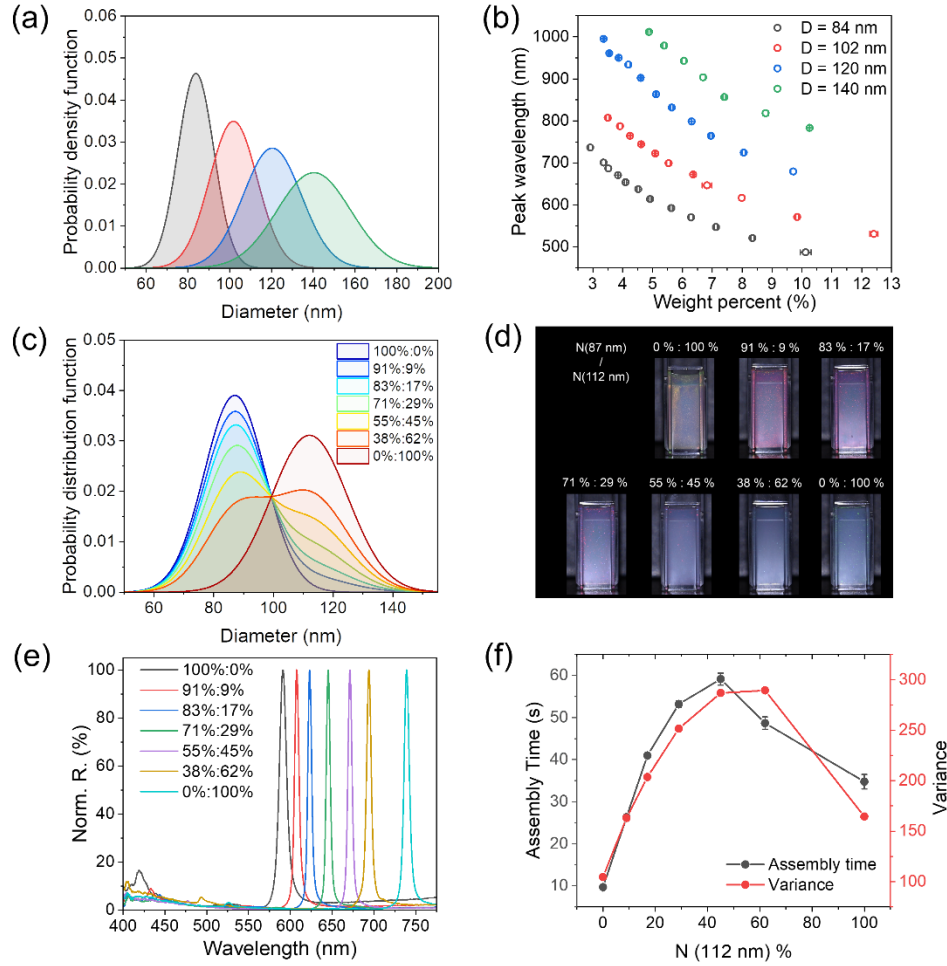 (a)
0.06
0.05
0.04
0.03
0.02
0.01
0.00
Probability density function
60 80 100 120 140 160 180 200
Diameter (nm)
(b)
1000
900
800
700
600
500
Peak wavelength (nm)
D = 84 nm
D = 102 nm
D = 120 nm
D = 140 nm
3 4 5 6 7 8 9 10 11 12 13
Weight percent (%)
(c)
0.05
0.04
0.03
0.02
0.01
0.00
Probability distribution function
100%:0%
91%:9%
83%:17%
71%:29%
55%:45%
38%:62%
0%:100%
60 80 100 120 140
Diameter (nm)
(d)
N(87 nm)
/
N(112 nm)
0 % : 100 % 91 % : 9 % 83 % : 17 %
71 % : 29 % 55 % : 45 % 38 % : 62 % 0 % : 100 %
(e)
100
80
60
40
20
0
Norm. R. (%)
100%:0%
91%:9%
83%:17%
71%:29%
55%:45%
38%:62%
0%:100%
400 450 500 550 600 650 700 750
Wavelength (nm)
(f)
60
50
40
30
20
10
Assembly Time (s)
300
250
200
150
100
Variance
Assembly time
Variance
0 20 40 60 80 100
N (112 nm) %